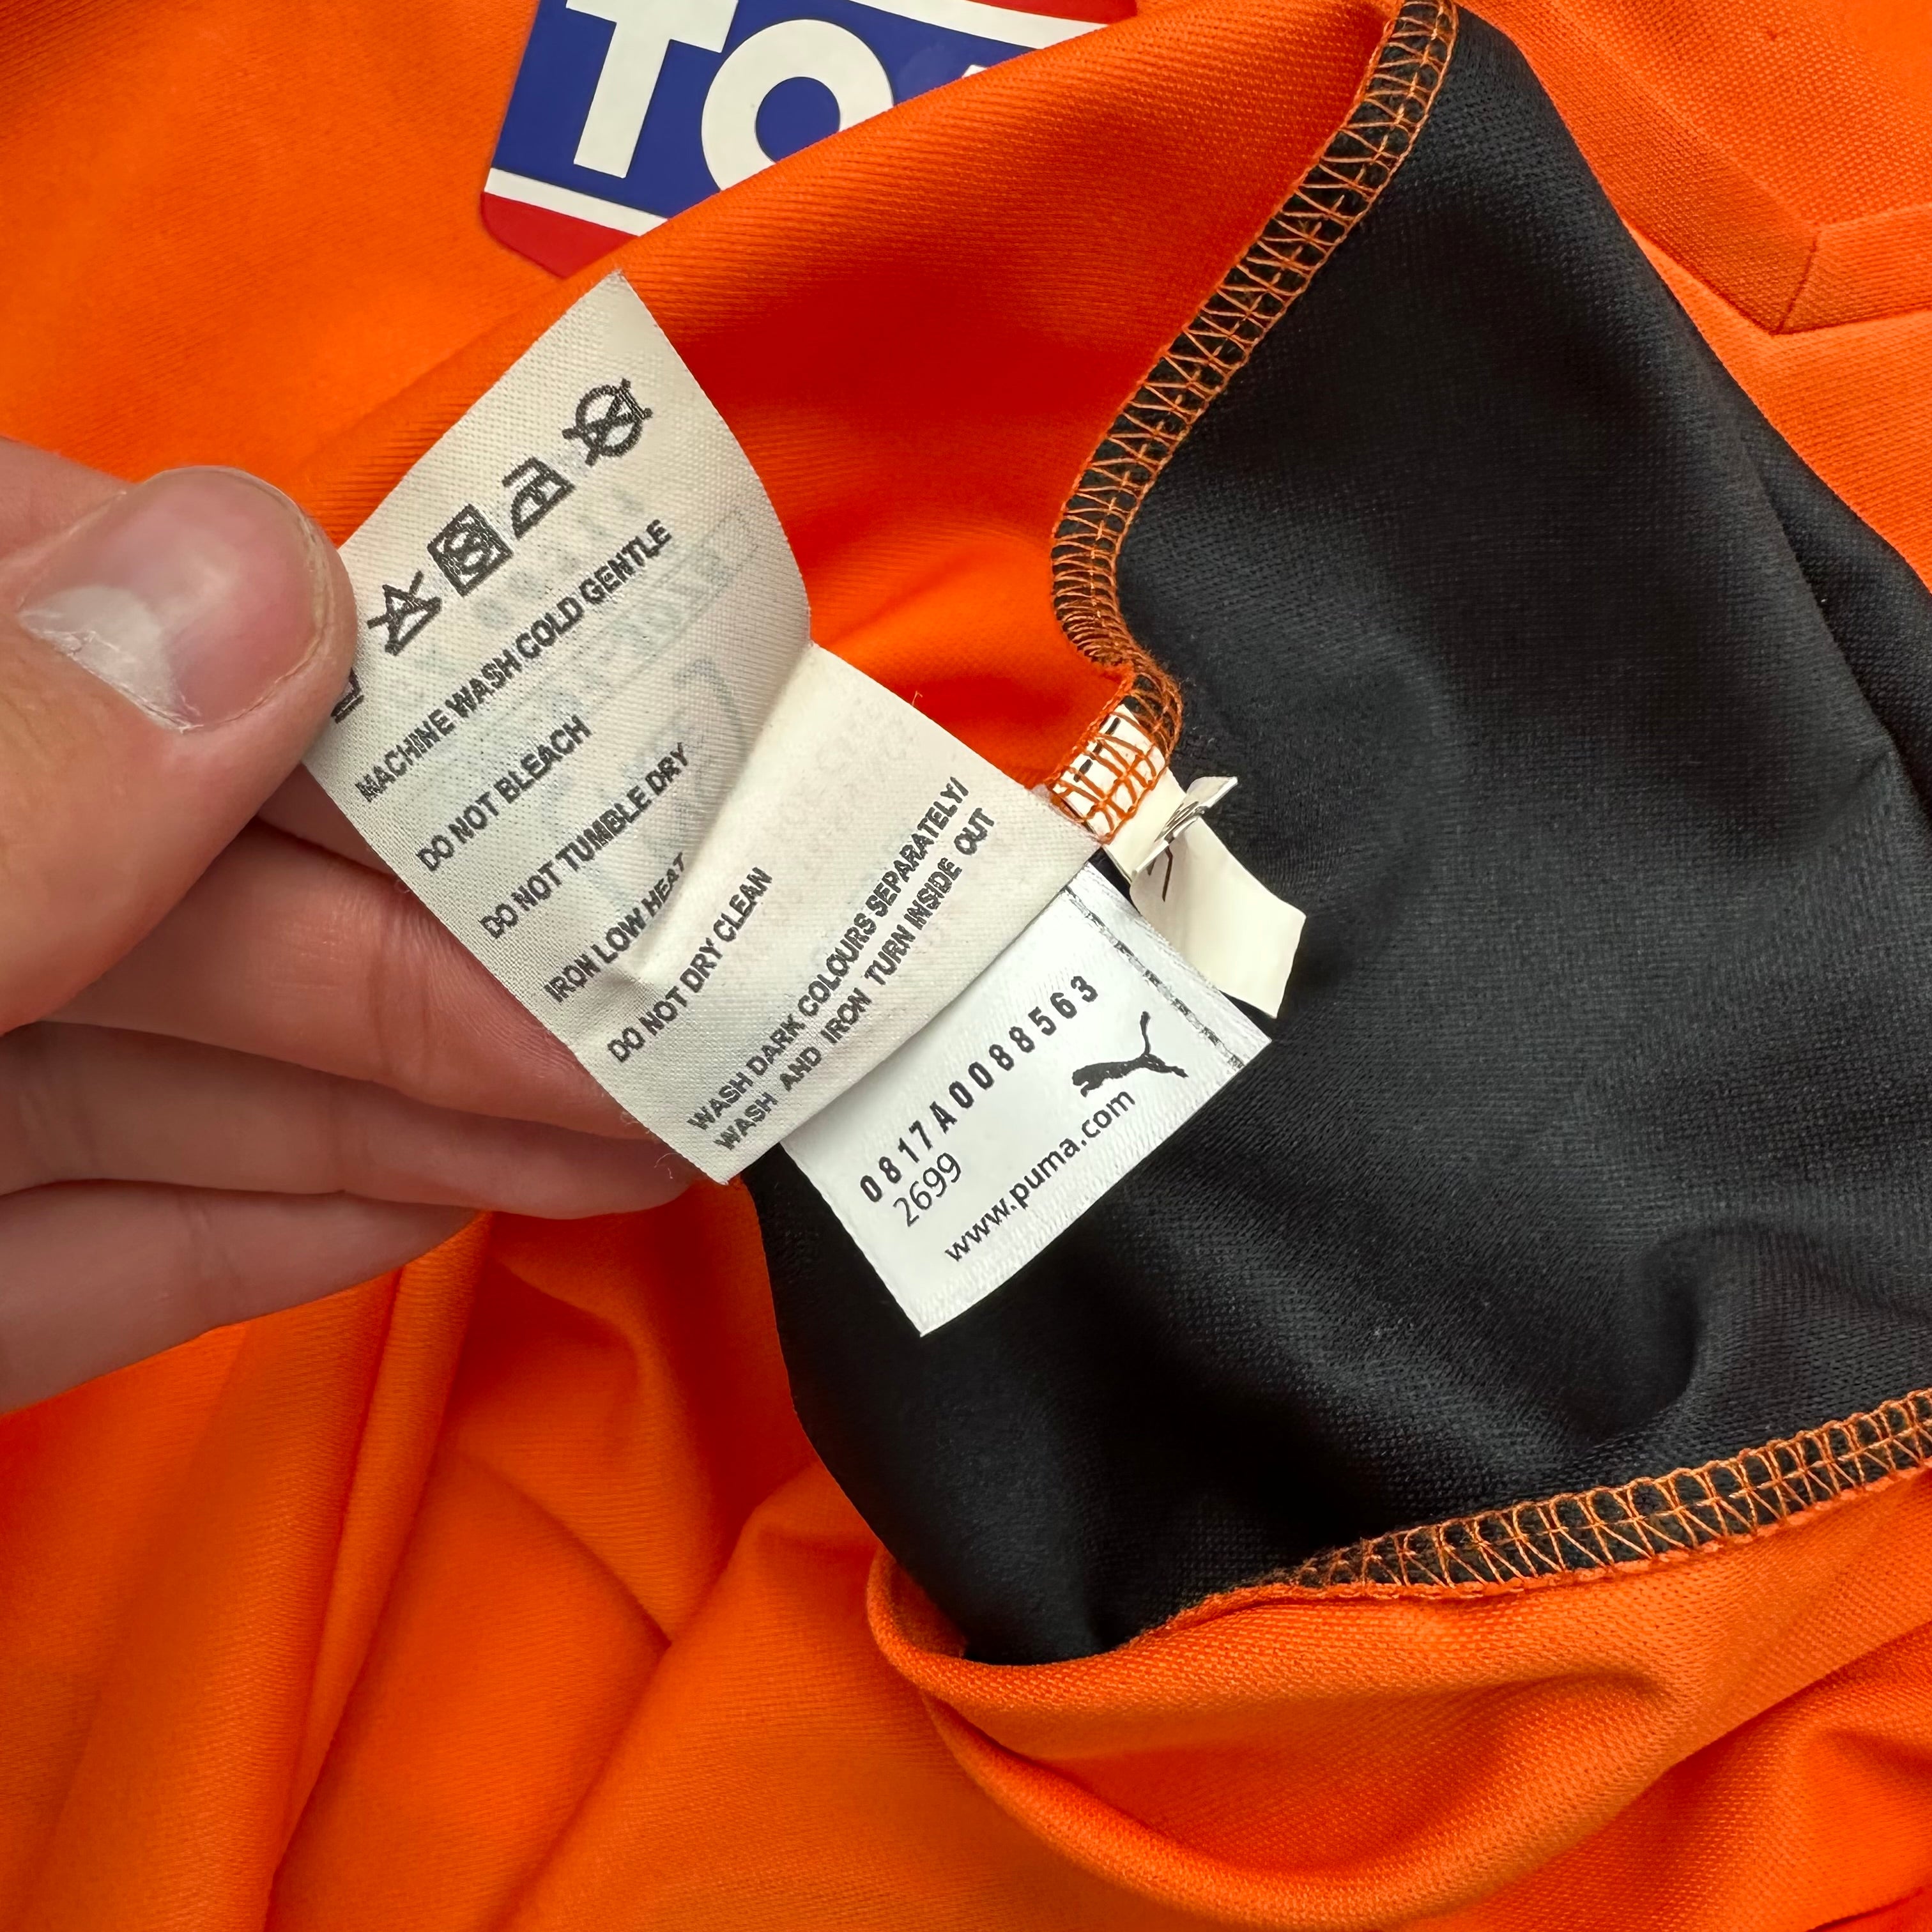 TO
MACHINE WASH COLD GENTLE
DO NOT BLEACH
DO NOT TUMBLE DRY
IRON LOW HEAT
DO NOT DRY CLEAN
WASH DARK COLOURS SEPARATELY/
WASH AND IRON TURN INSIDE OUT
0817A0088563
2699
www.puma.com